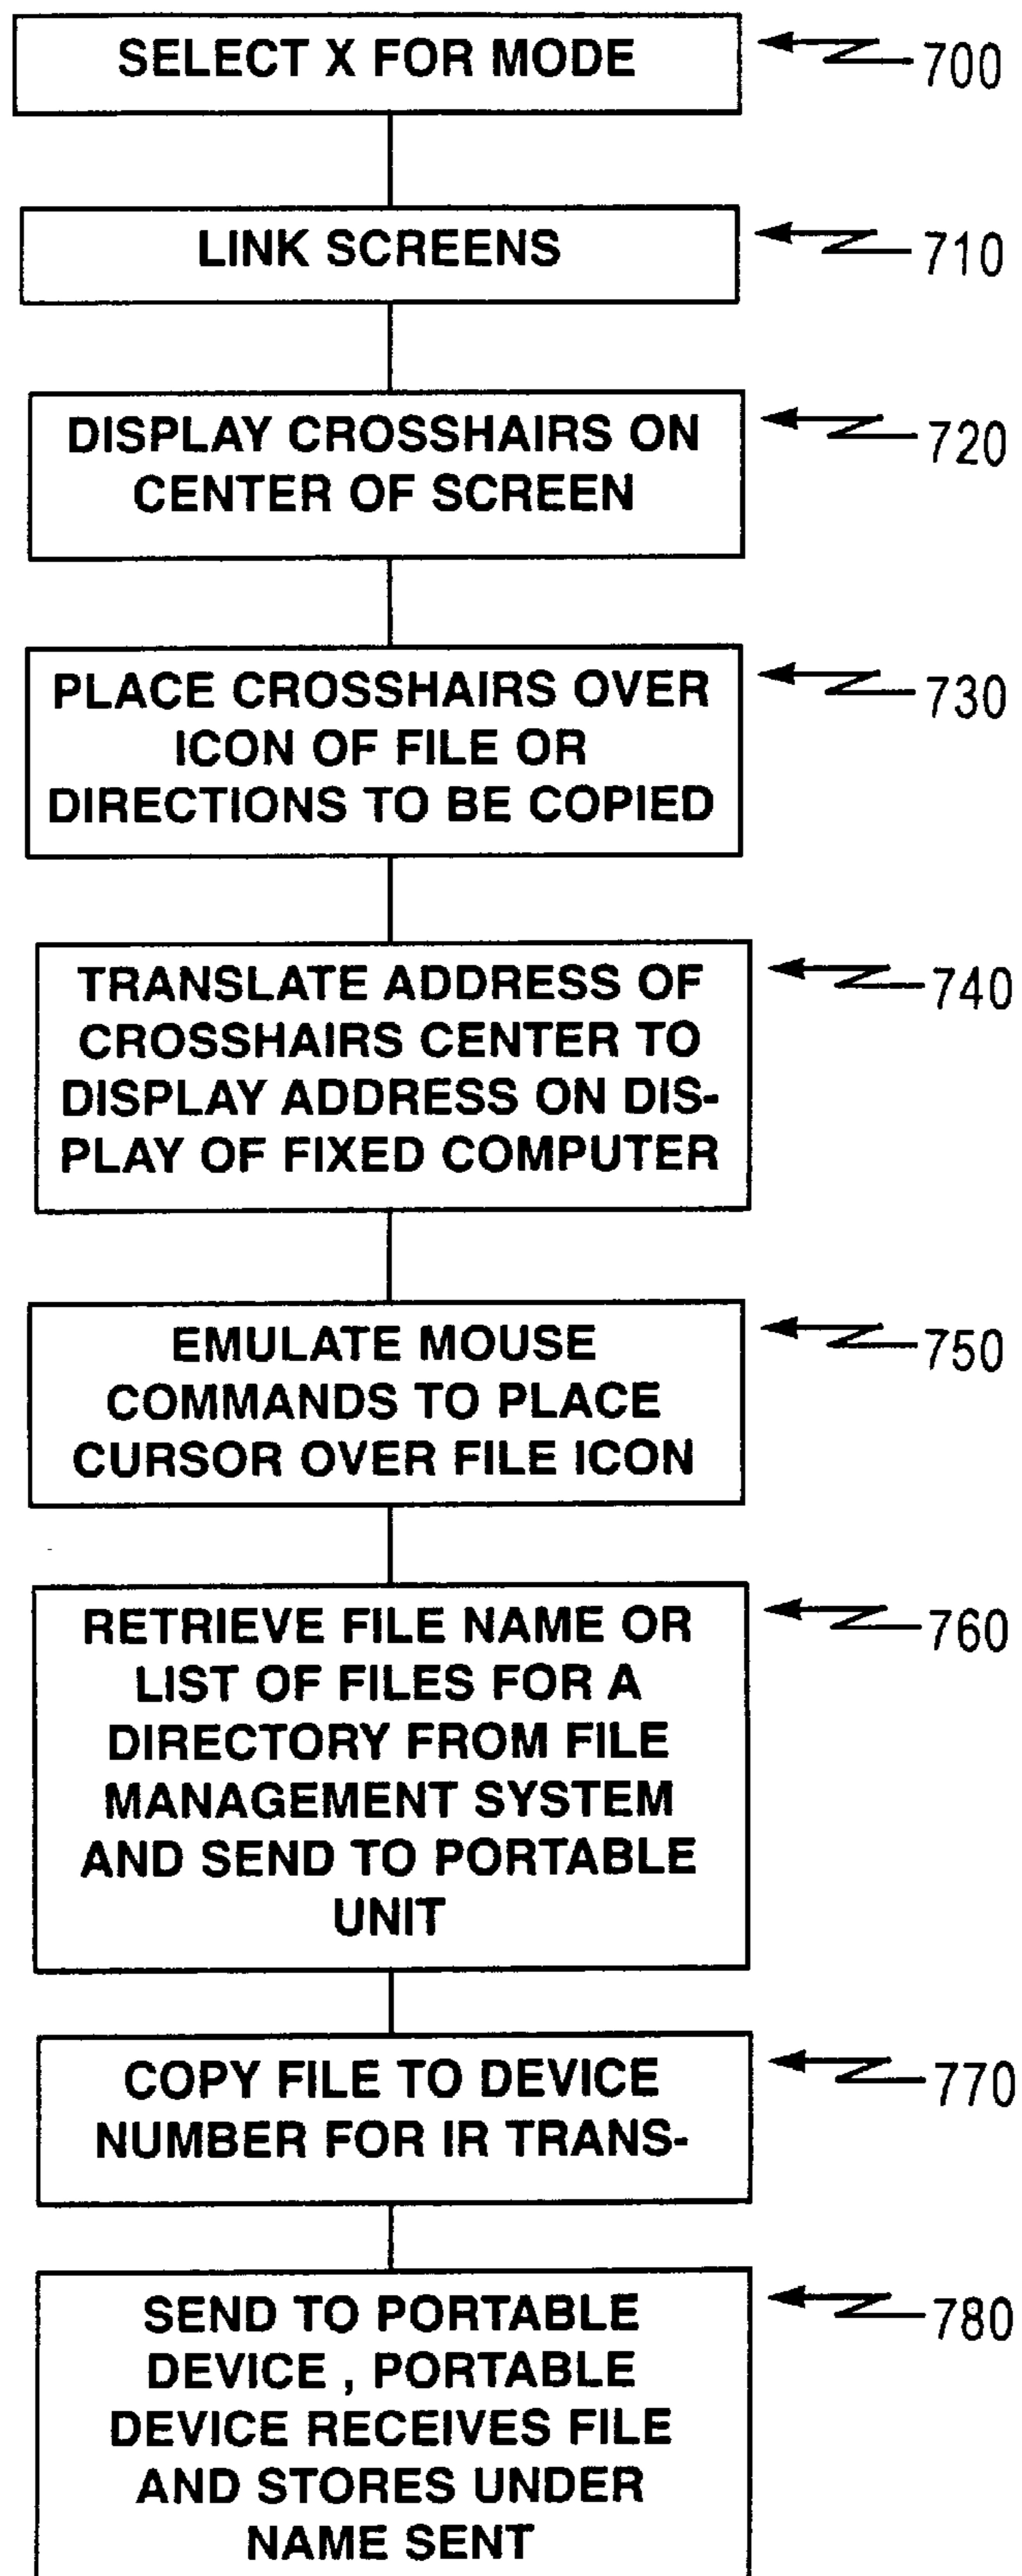 SELECT X FOR MODE
700
LINK SCREENS
710
DISPLAY CROSSHAIRS ON
CENTER OF SCREEN
720
PLACE CROSSHAIRS OVER
ICON OF FILE OR
DIRECTIONS TO BE COPIED
730
TRANSLATE ADDRESS OF
CROSSHAIRS CENTER TO
DISPLAY ADDRESS ON DIS-
PLAY OF FIXED COMPUTER
740
EMULATE MOUSE
COMMANDS TO PLACE
CURSOR OVER FILE ICON
750
RETRIEVE FILE NAME OR
LIST OF FILES FOR A
DIRECTORY FROM FILE
MANAGEMENT SYSTEM
AND SEND TO PORTABLE
UNIT
760
COPY FILE TO DEVICE
NUMBER FOR IR TRANS-
770
SEND TO PORTABLE
DEVICE , PORTABLE
DEVICE RECEIVES FILE
AND STORES UNDER
NAME SENT
780